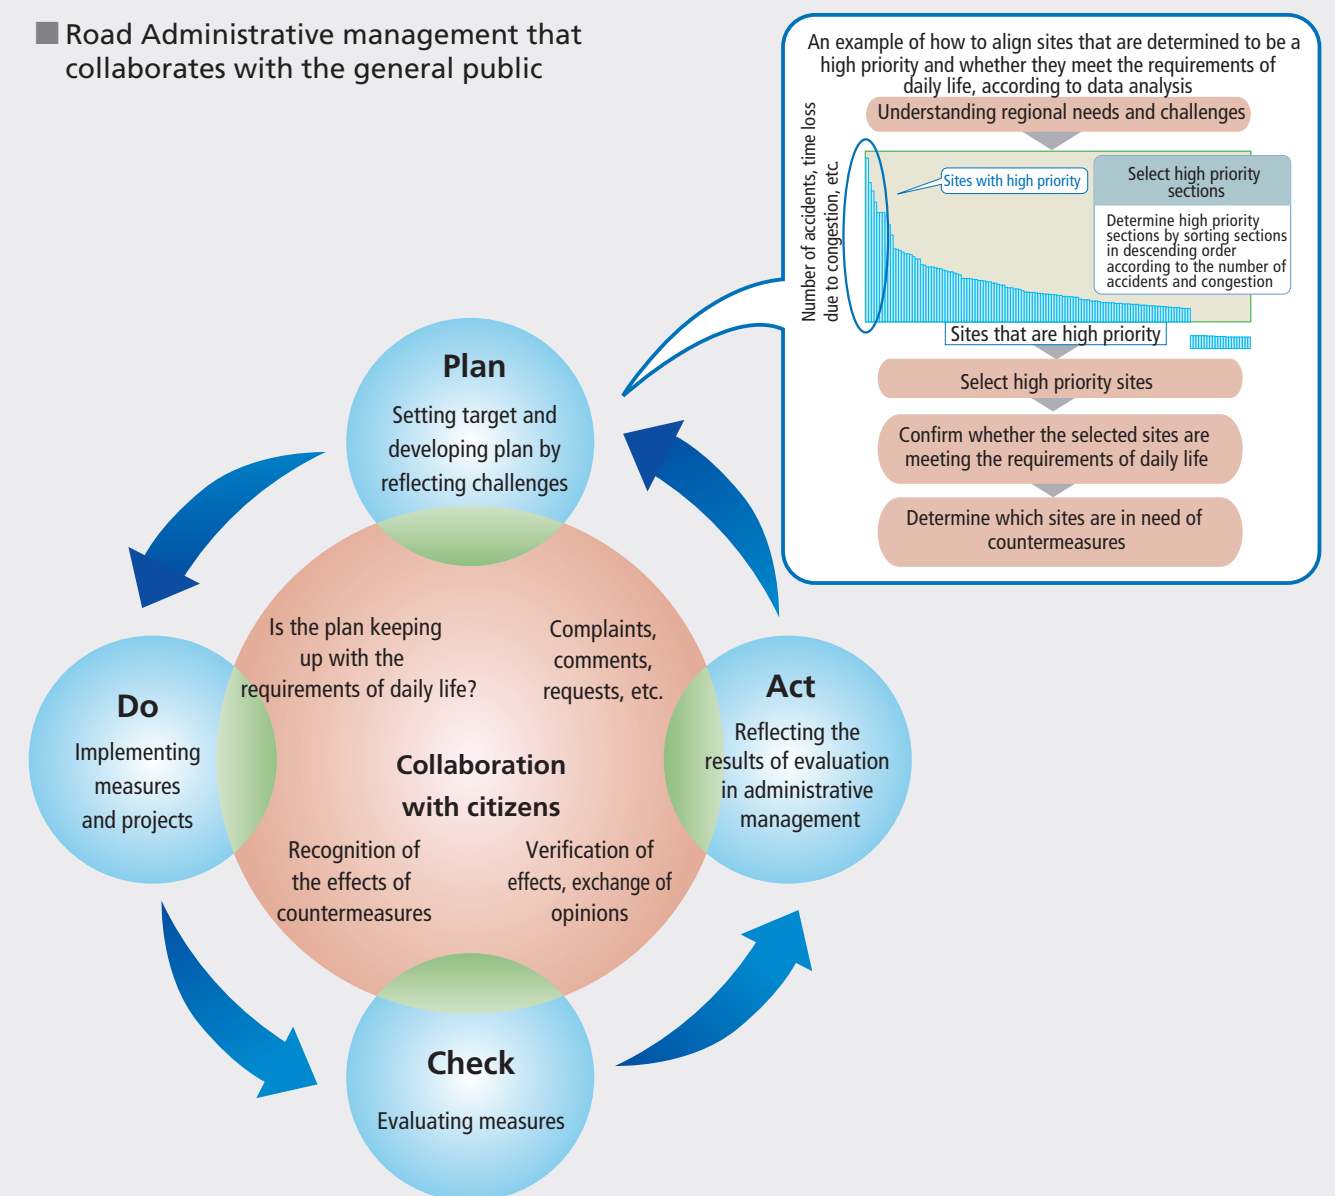 Road Administrative management that
collaborates with the general public
An example of how to align sites that are determined to be a
high priority and whether they meet the requirements of
daily life, according to data analysis
Understanding regional needs and challenges
Number of accidents, time loss
due to congestion, etc.
Sites with high priority
Select high priority
sections
Determine high priority
sections by sorting sections
in descending order
according to the number of
accidents and congestion
Sites that are high priority
Select high priority sites
Confirm whether the selected sites are
meeting the requirements of daily life
Determine which sites are in need of
countermeasures
Plan
Setting target and
developing plan by
reflecting challenges
Is the plan keeping
up with the
requirements of daily life?
Complaints,
comments,
requests, etc.
Do
Implementing
measures
and projects
Act
Reflecting the
results of evaluation
in administrative
management
Collaboration
with citizens
Recognition of
the effects of
countermeasures
Verification of
effects, exchange of
opinions
Check
Evaluating measures